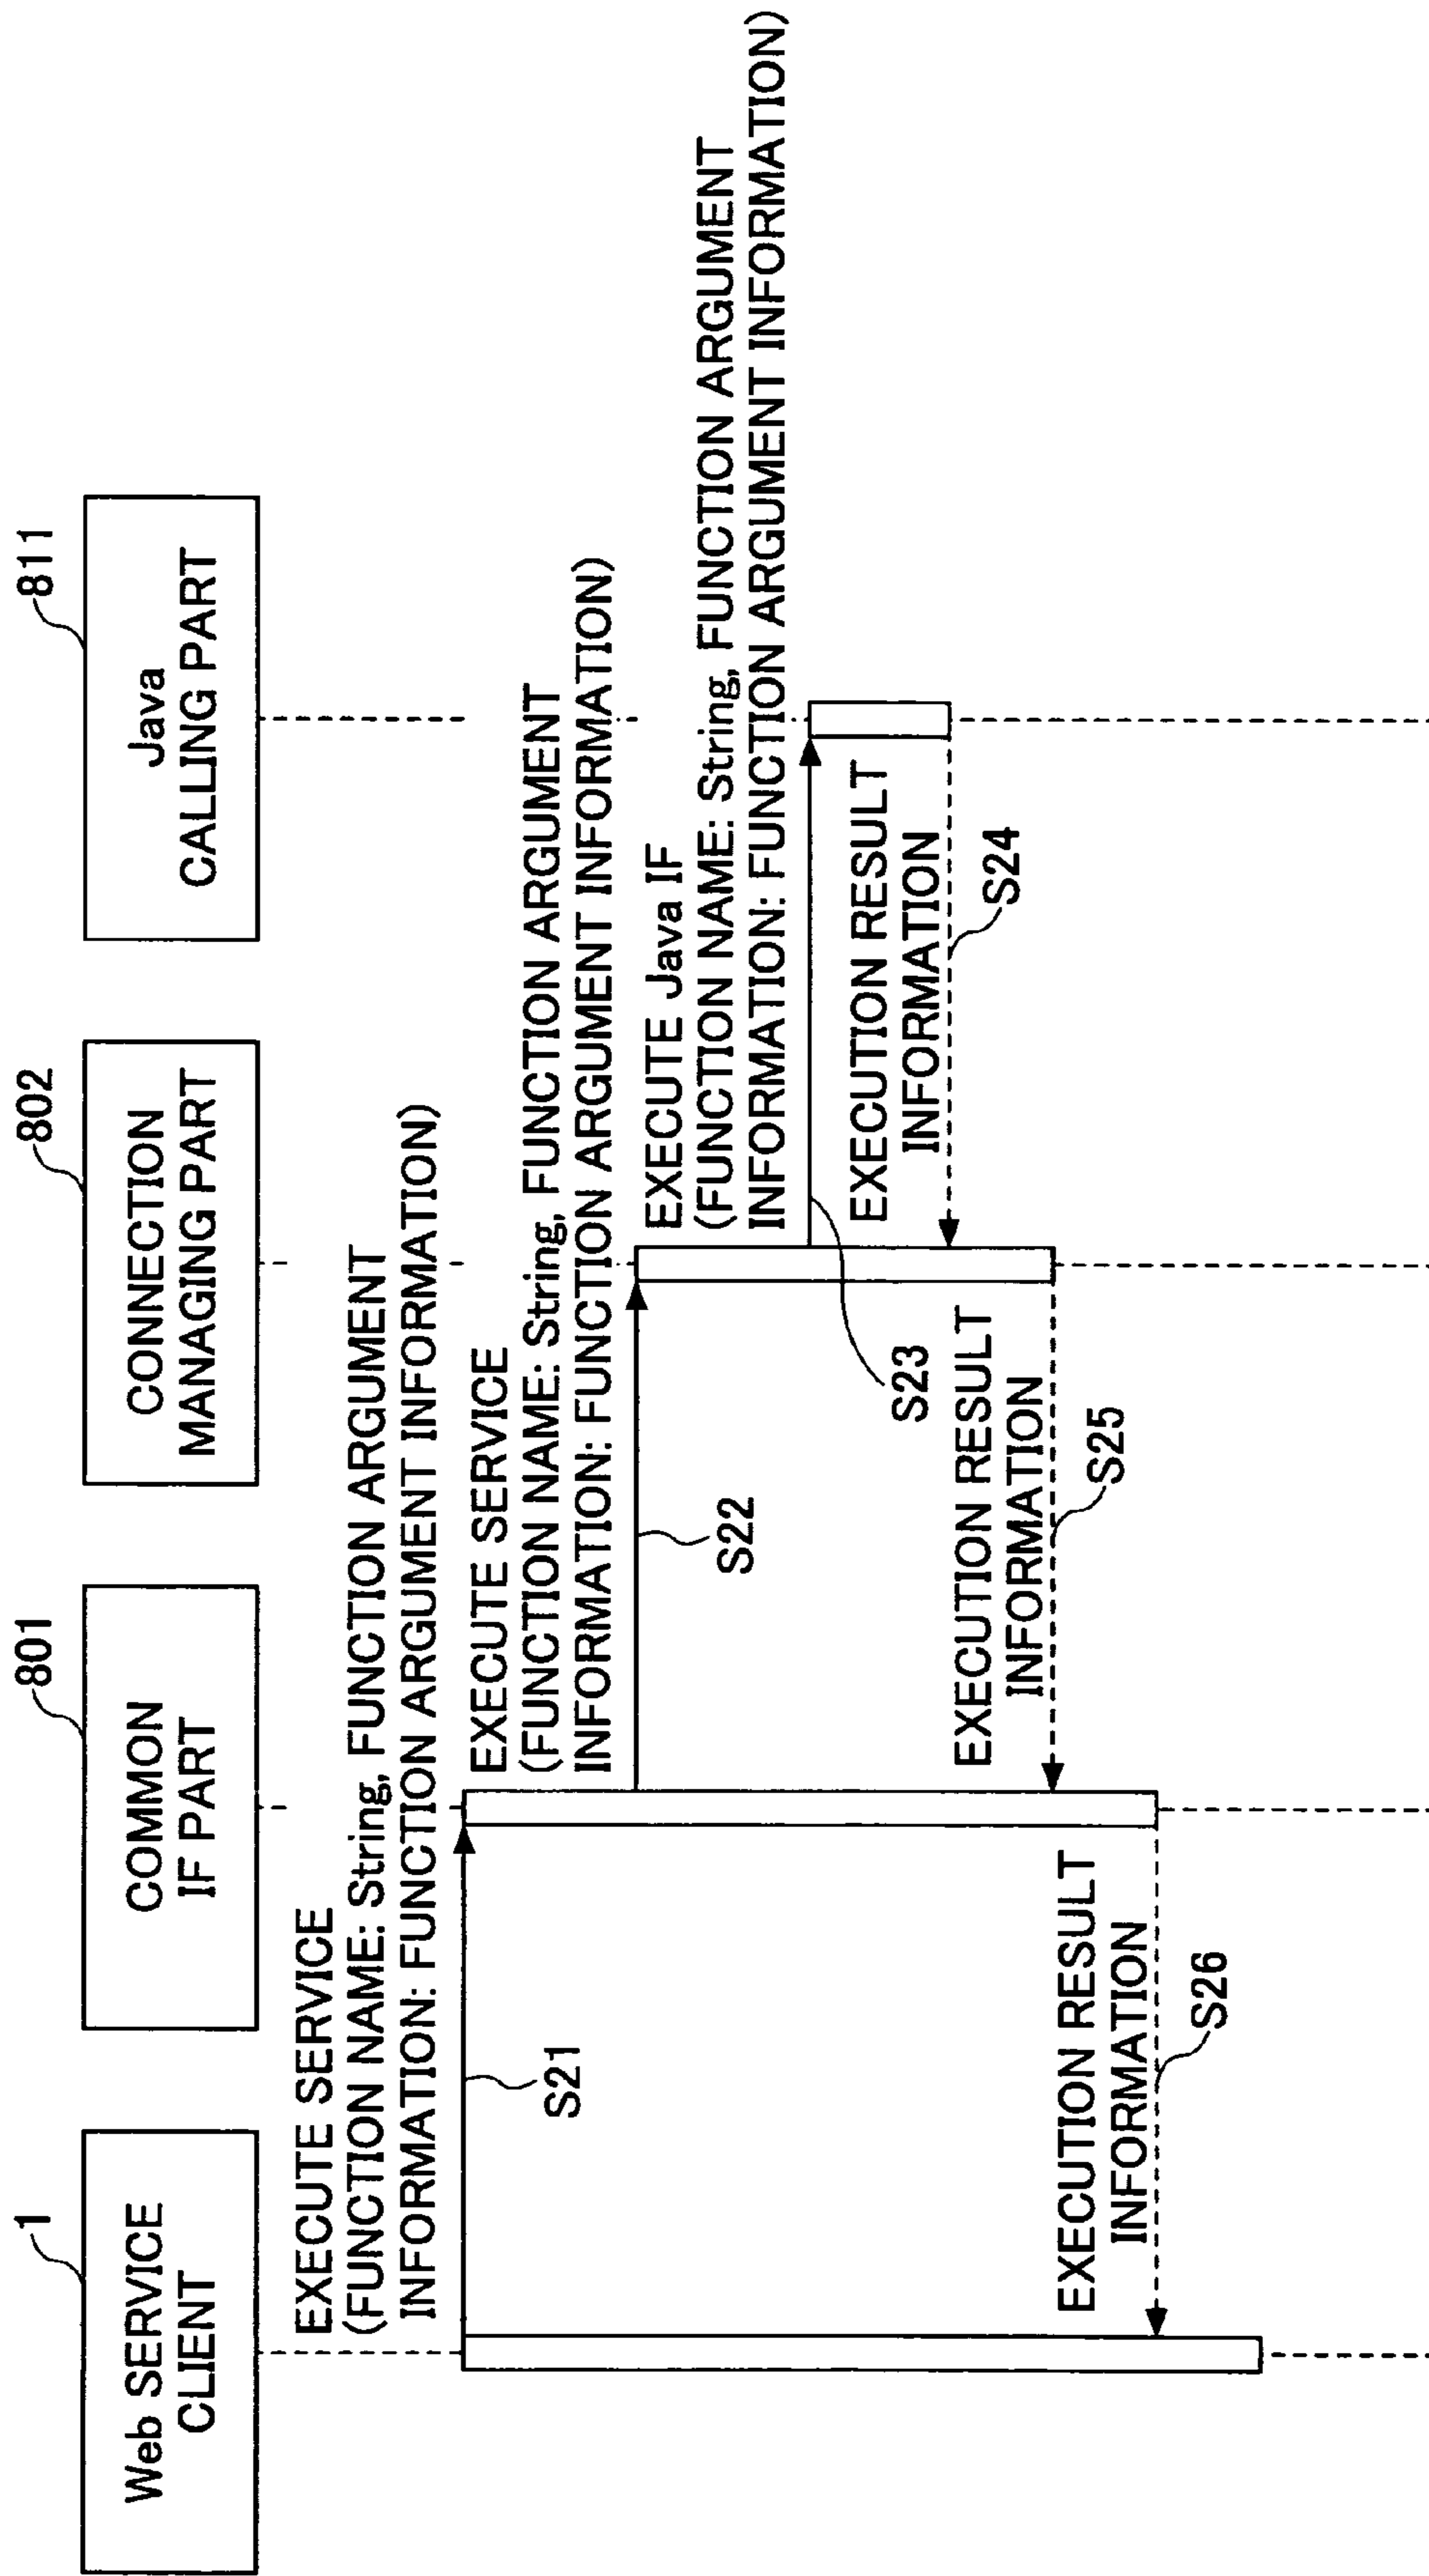 1
Web SERVICE
CLIENT
801
COMMON
IF PART
802
CONNECTION
MANAGING PART
811
Java
CALLING PART
EXECUTE SERVICE
(FUNCTION NAME: String, FUNCTION ARGUMENT
INFORMATION: FUNCTION ARGUMENT INFORMATION)
S21
EXECUTE SERVICE
(FUNCTION NAME: String, FUNCTION ARGUMENT
INFORMATION: FUNCTION ARGUMENT INFORMATION)
S22
EXECUTE Java IF
(FUNCTION NAME: String, FUNCTION ARGUMENT
INFORMATION: FUNCTION ARGUMENT INFORMATION)
S23
EXECUTION RESULT
INFORMATION
S24
EXECUTION RESULT
INFORMATION
S25
EXECUTION RESULT
INFORMATION
S26